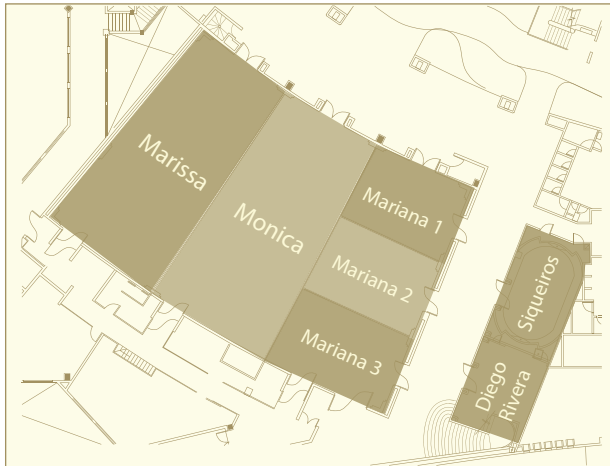 Marissa
Monica
Mariana 1
Mariana 2
Mariana 3
Siqueiros
Diego
Rivera